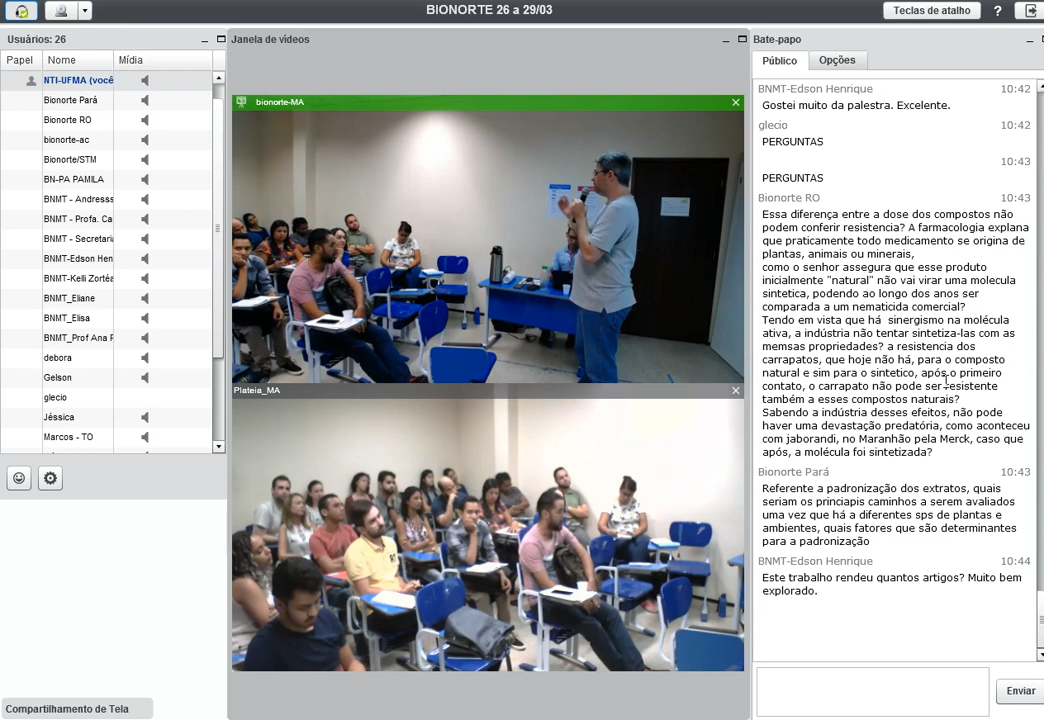 BIONORTE 26 a 29/03
Teclas de atalho
?
Usuários: 26
Papel Nome Mídia
NTI-UFMA (você
Bionorte Pará
Bionorte RO
bionorte-ac
Bionorte/STM
BN-PA PAMILA
BNMT - Andresss
BNMT - Profa. Ca
BNMT - Secretari
BNMT-Edson Hen
BNMT-Kelli Zortéa
BNMT_Eliane
BNMT_Elisa
BNMT_Prof Ana P
debora
Gelson
glecio
Jéssica
Marcos - TO
Compartilhamento de Tela
Janela de vídeos
bionorte-MA
Plateia_MA
Bate-papo
Público Opções
BNMT-Edson Henrique 10:42
Gostei muito da palestra. Excelente.
glecio 10:42
PERGUNTAS
10:43
PERGUNTAS
Bionorte RO 10:43
Essa diferença entre a dose dos compostos não
podem conferir resistencia? A farmacologia explana
que praticamente todo medicamento se origina de
plantas, animais ou minerais,
como o senhor assegura que esse produto
inicialmente "natural" não vai virar uma molecula
sintetica, podendo ao longo dos anos ser
comparada a um nematicida comercial?
Tendo em vista que há sinergismo na molécula
ativa, a indústria não tentar sintetiza-las com as
memsas propriedades? a resistencia dos
carrapatos, que hoje não há, para o composto
natural e sim para o sintetico, após o primeiro
contato, o carrapato não pode ser resistente
também a esses compostos naturais?
Sabendo a indústria desses efeitos, não pode
haver uma devastação predatória, como aconteceu
com jaborandi, no Maranhão pela Merck, caso que
após, a molécula foi sintetizada?
Bionorte Pará 10:43
Referente a padronização dos extratos, quais
seriam os principais caminhos a serem avaliados
uma vez que há a diferentes sps de plantas e
ambientes, quais fatores que são determinantes
para a padronização
BNMT-Edson Henrique 10:44
Este trabalho rendeu quantos artigos? Muito bem
explorado.
Enviar